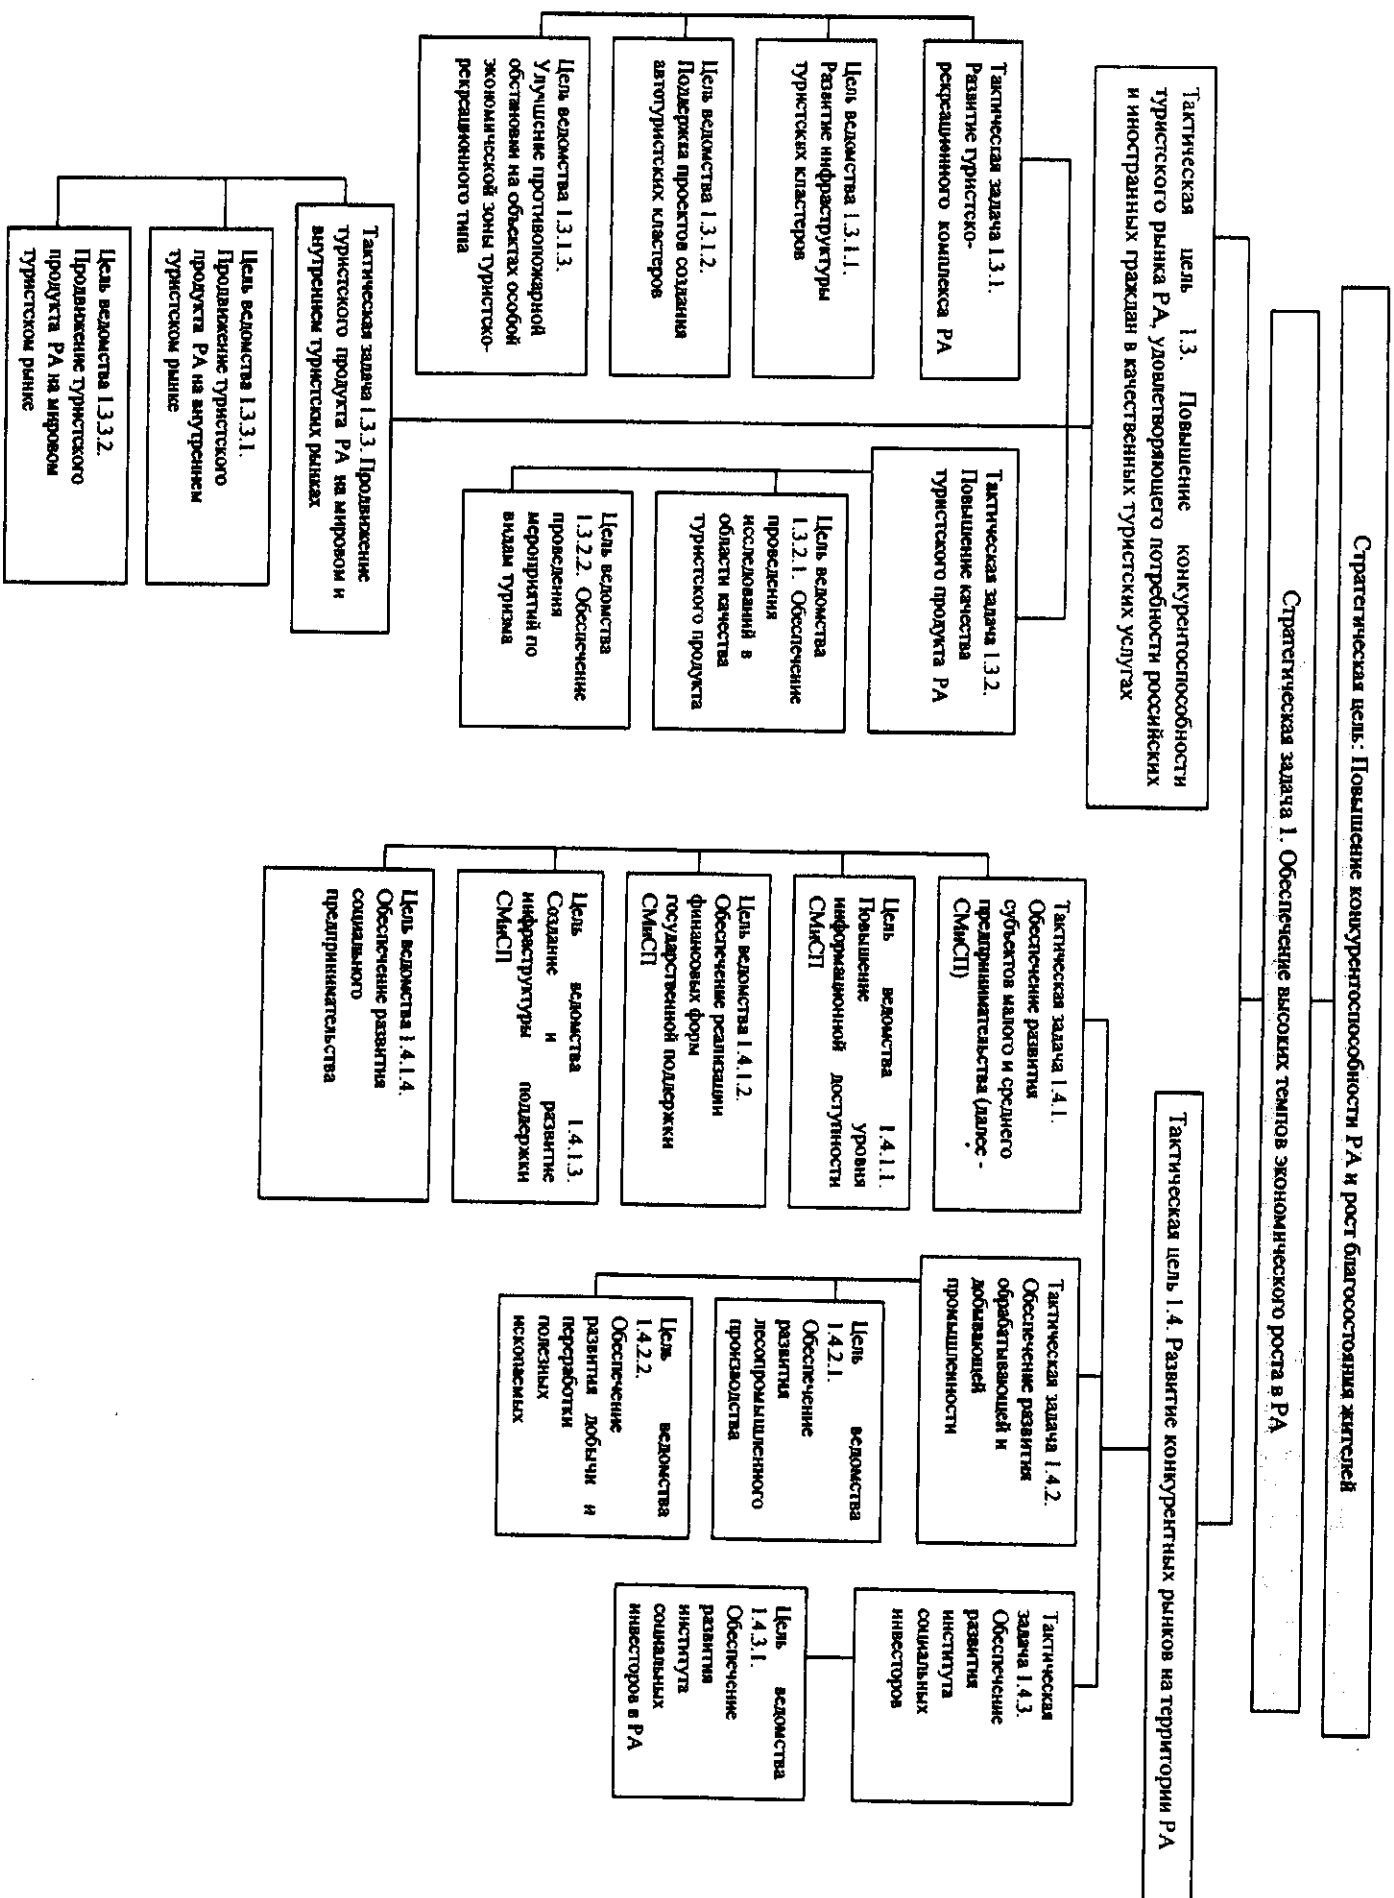 Стратегическая цель: Повышение конкурентоспособности РА и рост благосостояния жителей
Стратегическая задача 1. Обеспечение высоких темпов экономического роста в РА
Тактическая цель 1.3. Повышение конкурентоспособности
туристского рынка РА, удовлетворяющего потребности российских
и иностранных граждан в качественных туристских услугах
Тактическая задача 1.3.1.
Развитие туристско-
рекреационного комплекса РА
Цель ведомства 1.3.1.1.
Развитие инфраструктуры
туристских кластеров
Цель ведомства 1.3.1.2.
Поддержка проектов создания
автотуристских кластеров
Цель ведомства 1.3.1.3.
Улучшение противопожарной
обстановки на объектах особой
экономической зоны туристско-
рекреационного типа
Тактическая задача 1.3.2.
Повышение качества
туристского продукта РА
Цель ведомства
1.3.2.1. Обеспечение
проведения
исследований в
области качества
туристского продукта
Цель ведомства
1.3.2.2. Обеспечение
проведения
мероприятий по
видам туризма
Тактическая задача 1.3.3. Продвижение
туристского продукта РА на мировом и
внутреннем туристских рынках
Цель ведомства 1.3.3.1.
Продвижение туристского
продукта РА на внутреннем
туристском рынке
Цель ведомства 1.3.3.2.
Продвижение туристского
продукта РА на мировом
туристском рынке
Тактическая цель 1.4. Развитие конкурентных рынков на территории РА
Тактическая задача 1.4.1.
Обеспечение развития
субъектов малого и среднего
предпринимательства (далее -
СМиСП)
Цель ведомства 1.4.1.1.
Повышение уровня
информационной доступности
СМиСП
Цель ведомства 1.4.1.2.
Обеспечение реализации
финансовых форм
государственной поддержки
СМиСП
Цель ведомства 1.4.1.3.
Создание и развитие
инфраструктуры поддержки
СМиСП
Цель ведомства 1.4.1.4.
Обеспечение развития
социального
предпринимательства
Тактическая задача 1.4.2.
Обеспечение развития
обрабатывающей и
добывающей
промышленности
Цель ведомства
1.4.2.1.
Обеспечение
развития
лесопромышленного
производства
Цель ведомства
1.4.2.2.
Обеспечение
развития добычи и
переработки
полезных
ископаемых
Тактическая
задача 1.4.3.
Обеспечение
развития
института
социальных
инвесторов
Цель ведомства
1.4.3.1.
Обеспечение
развития
института
социальных
инвесторов в РА